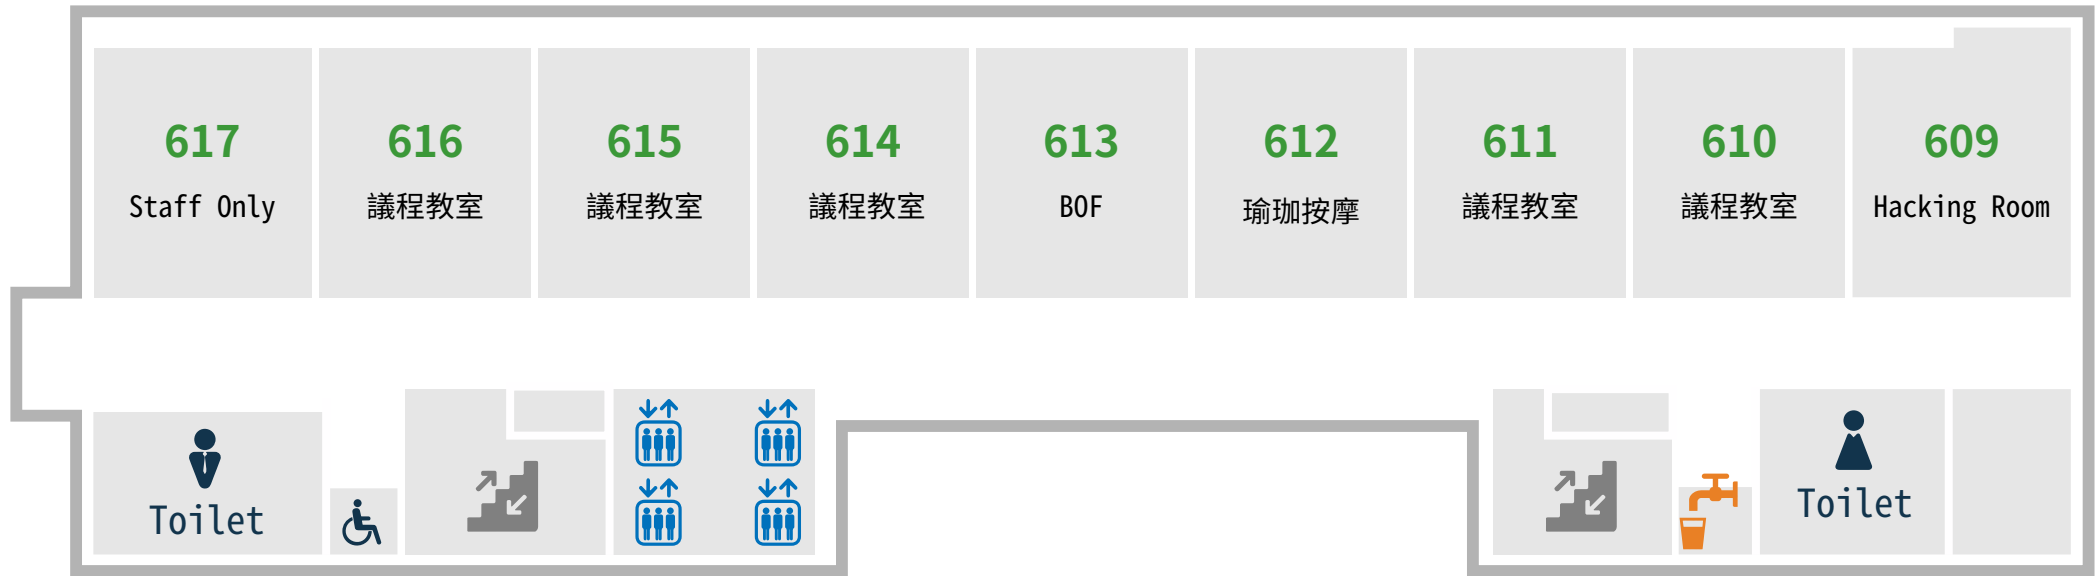 617
Staff Only
616
議程教室
615
議程教室
614
議程教室
613
BOF
612
瑜珈按摩
611
議程教室
610
議程教室
609
Hacking Room
Toilet
Toilet